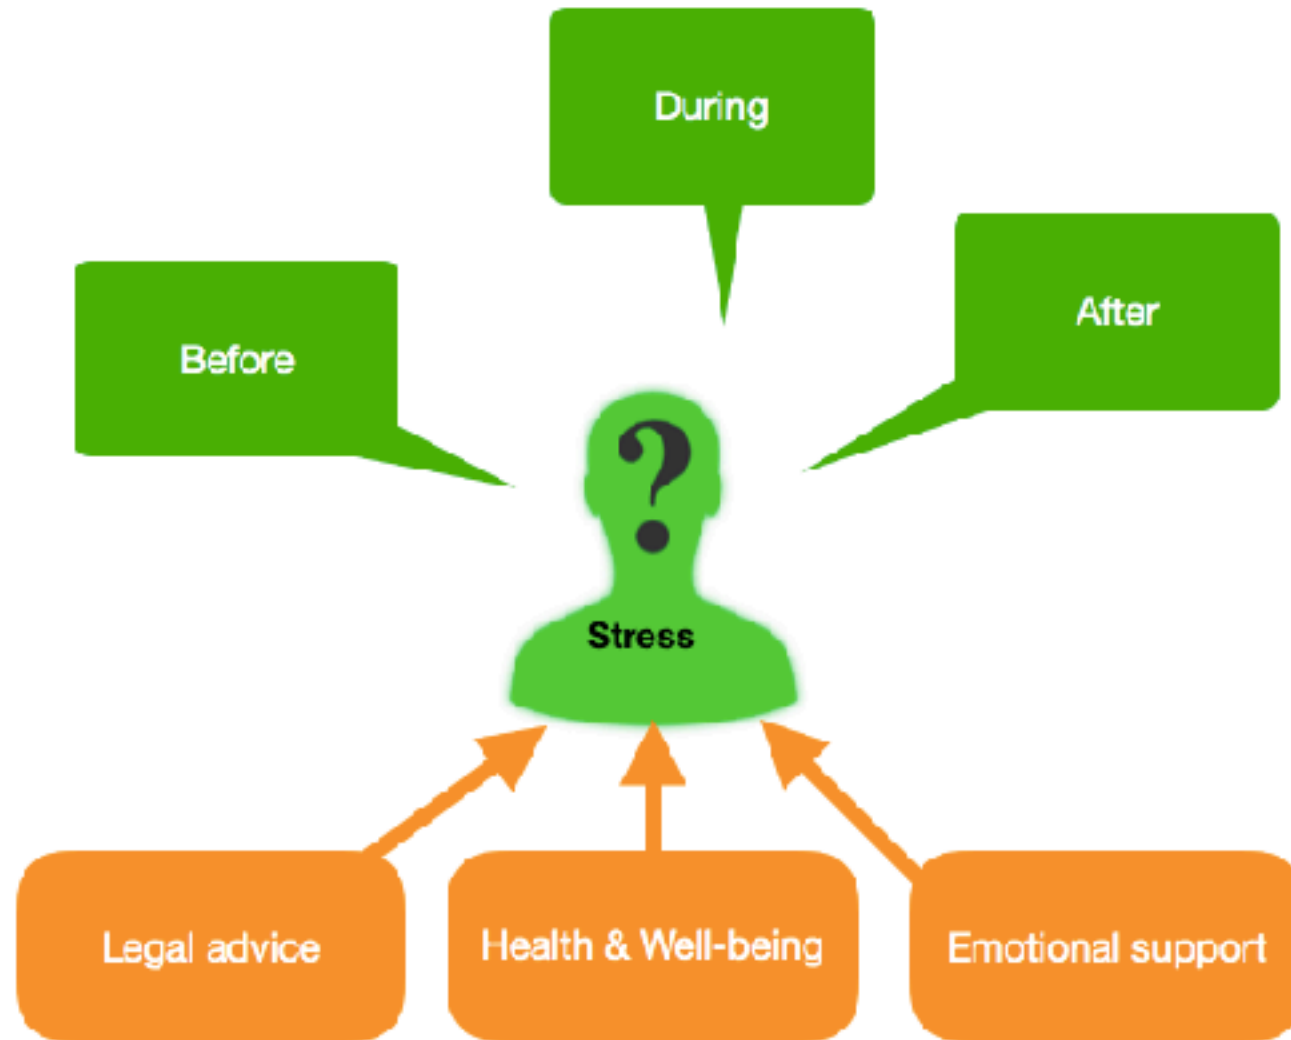 During
After
Before
?
Stress
Legal advice
Health & Well-being
Emotional support